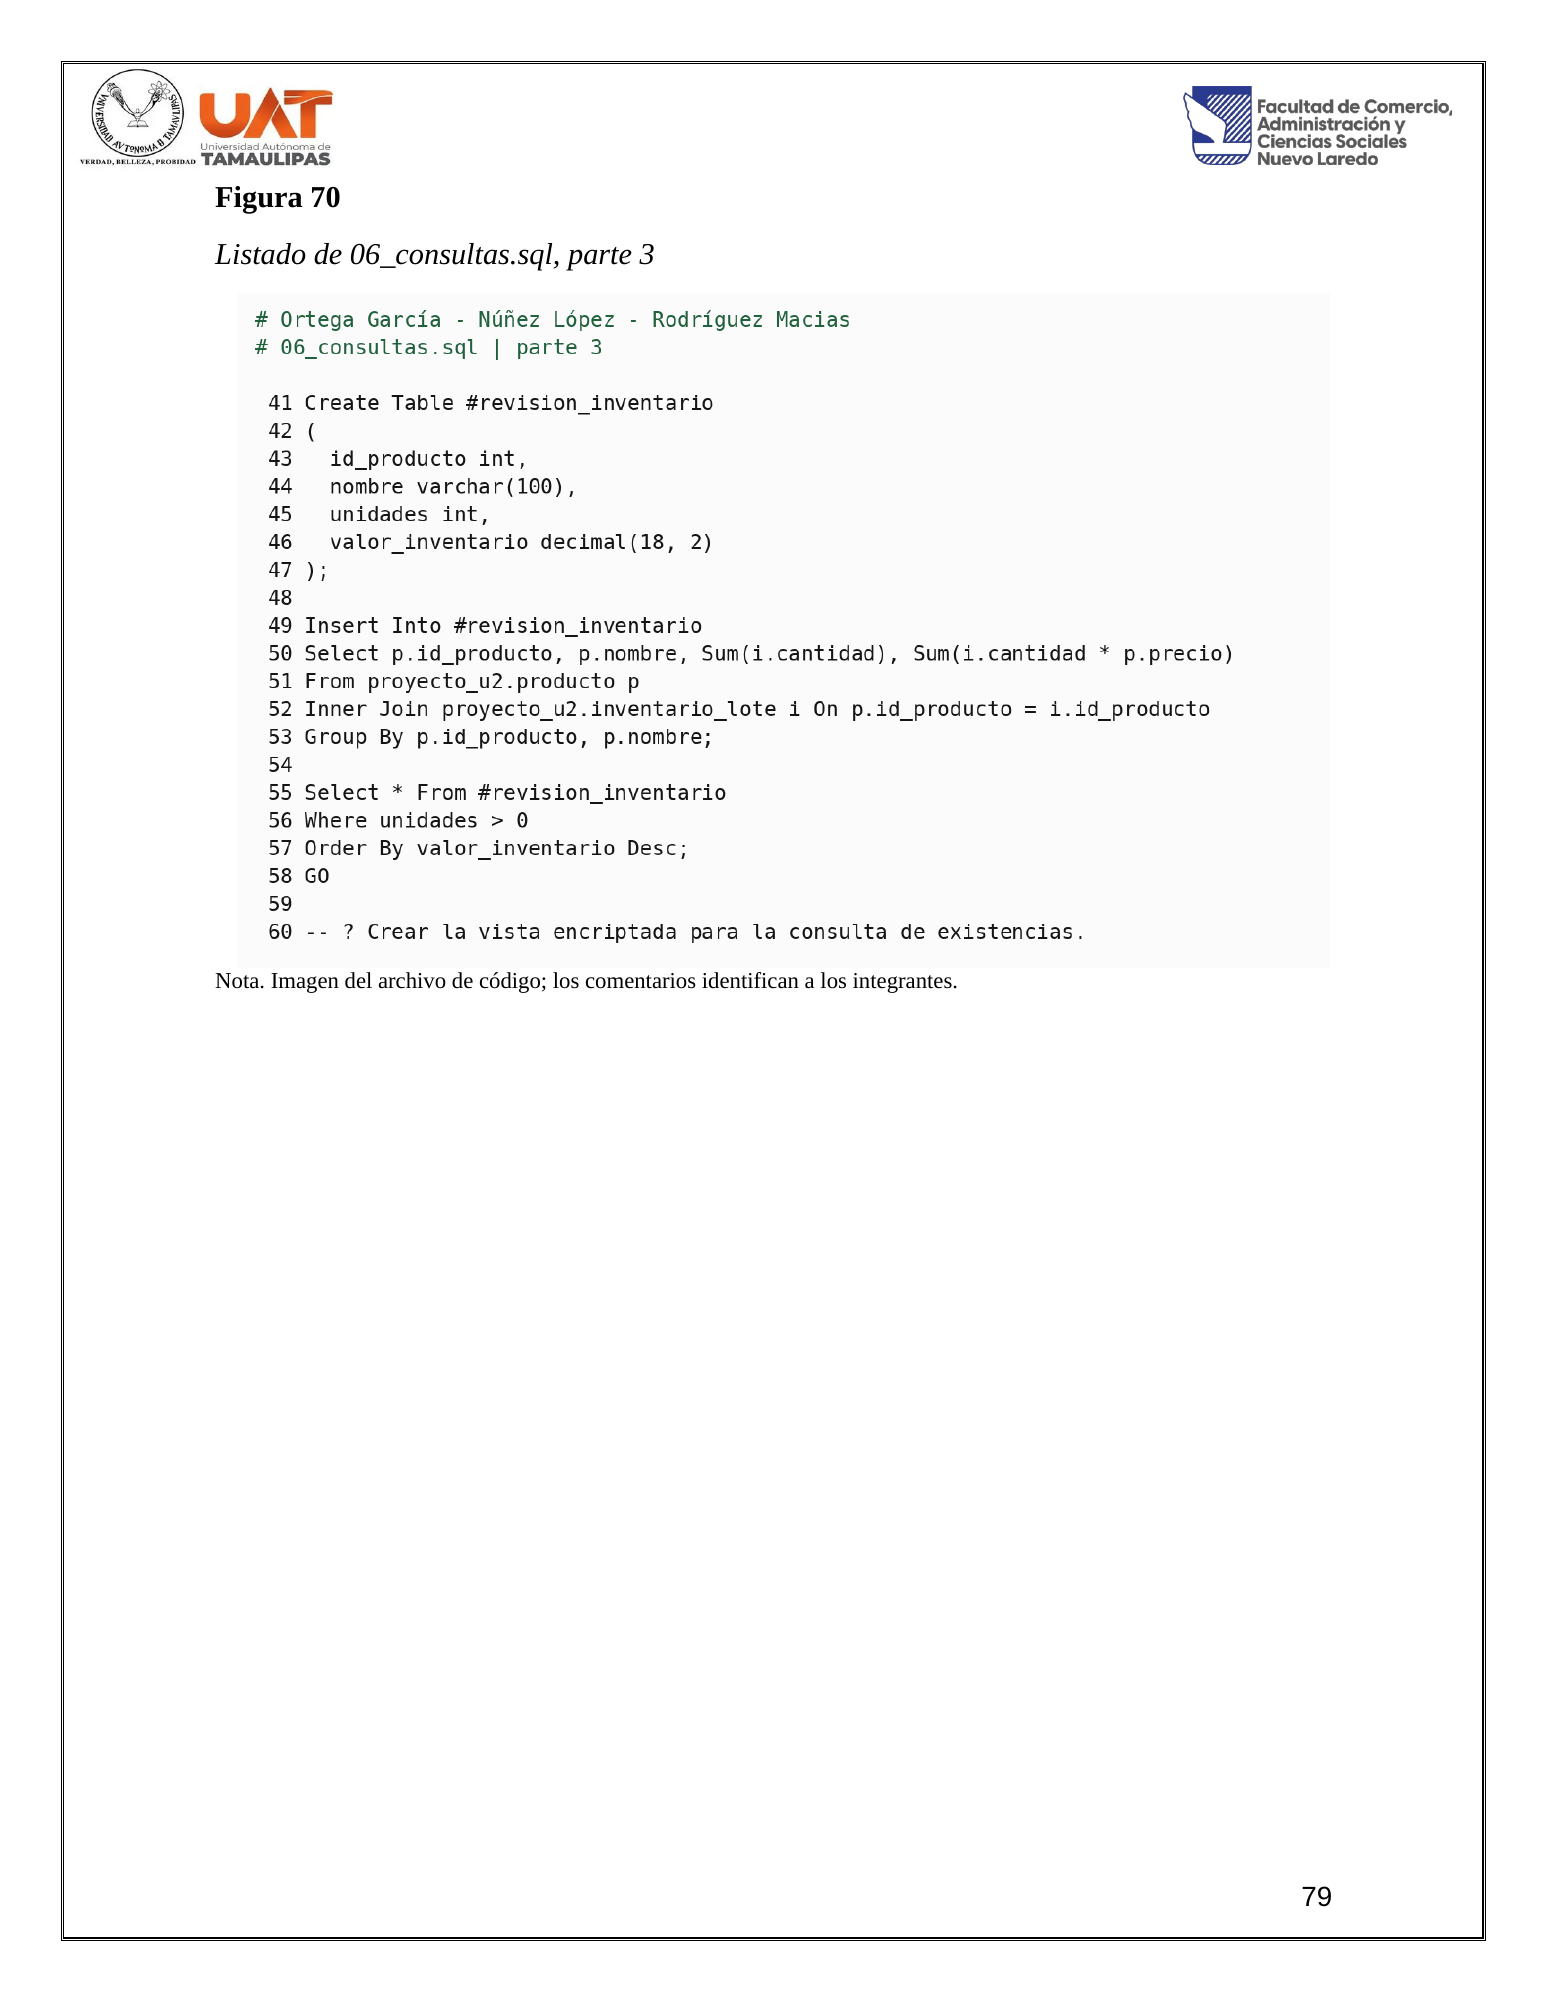 VNIVERSIDAD AVTONOMA D TAMAVLIPAS
VERDAD, BELLEZA, PROBIDAD
UAT
Universidad Autónoma de
TAMAULIPAS
Facultad de Comercio,
Administración y
Ciencias Sociales
Nuevo Laredo
Figura 70
Listado de 06_consultas.sql, parte 3
# Ortega García - Núñez López - Rodríguez Macias
# 06_consultas.sql | parte 3
41 Create Table #revision_inventario
42 (
43   id_producto int,
44   nombre varchar(100),
45   unidades int,
46   valor_inventario decimal(18, 2)
47 );
48
49 Insert Into #revision_inventario
50 Select p.id_producto, p.nombre, Sum(i.cantidad), Sum(i.cantidad * p.precio)
51 From proyecto_u2.producto p
52 Inner Join proyecto_u2.inventario_lote i On p.id_producto = i.id_producto
53 Group By p.id_producto, p.nombre;
54
55 Select * From #revision_inventario
56 Where unidades > 0
57 Order By valor_inventario Desc;
58 GO
59
60 -- ? Crear la vista encriptada para la consulta de existencias.
Nota. Imagen del archivo de código; los comentarios identifican a los integrantes.
79